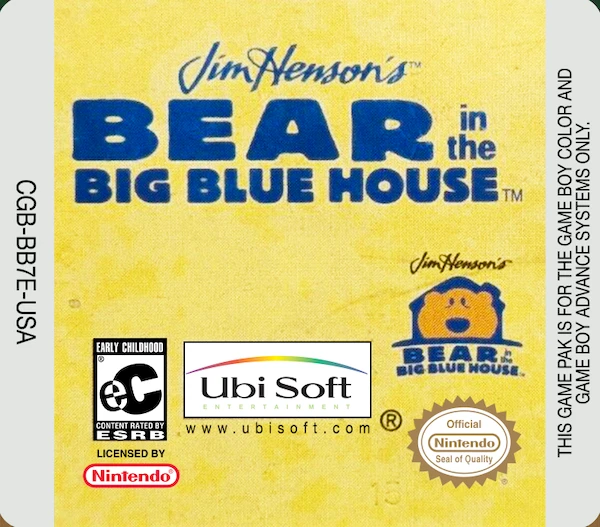 Jim Henson's™
BEAR in
the
BIG BLUE HOUSE™
CGB-BB7E-USA
THIS GAME PAK IS FOR THE GAME BOY COLOR AND
GAME BOY ADVANCE SYSTEMS ONLY.
Jim Henson's
BEAR in
the
BIG BLUE HOUSE
EARLY CHILDHOOD
®
eC
CONTENT RATED BY
ESRB
LICENSED BY
Nintendo®
Ubi Soft
ENTERTAINMENT
www.ubisoft.com ®
Official
Nintendo
Seal of Quality
®
15